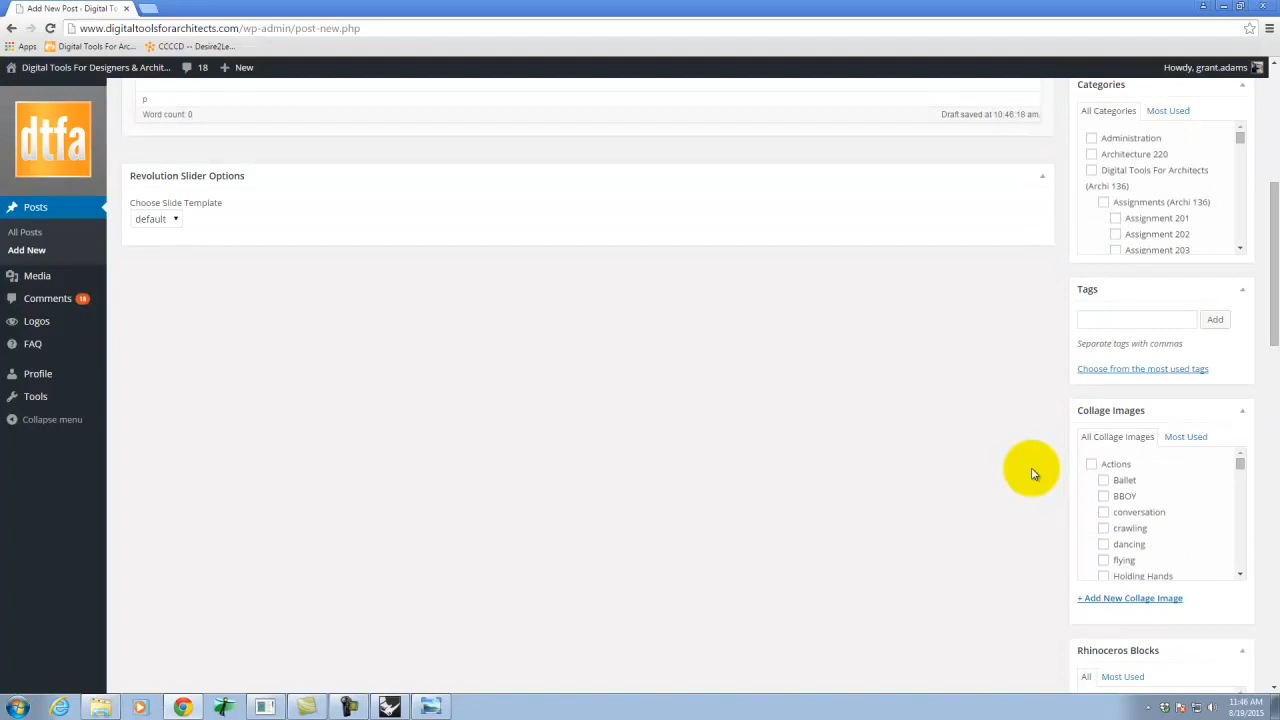 Add New Post ‹ Digital To
www.digitaltoolsforarchitects.com/wp-admin/post-new.php
Apps
Digital Tools For Arc...
CCCCD -- Desire2Le...
Digital Tools For Designers & Archit...
18
New
Howdy, grant.adams
dtfa
Posts
All Posts
Add New
Media
Comments 18
Logos
FAQ
Profile
Tools
Collapse menu
p
Word count: 0
Draft saved at 10:46:18 am.
Revolution Slider Options
Choose Slide Template
default
Categories
All Categories
Most Used
Administration
Architecture 220
Digital Tools For Architects
(Archi 136)
Assignments (Archi 136)
Assignment 201
Assignment 202
Assignment 203
Tags
Add
Separate tags with commas
Choose from the most used tags
Collage Images
All Collage Images
Most Used
Actions
Ballet
BBOY
conversation
crawling
dancing
flying
Holding Hands
+ Add New Collage Image
Rhinoceros Blocks
All
Most Used
11:46 AM
8/19/2015